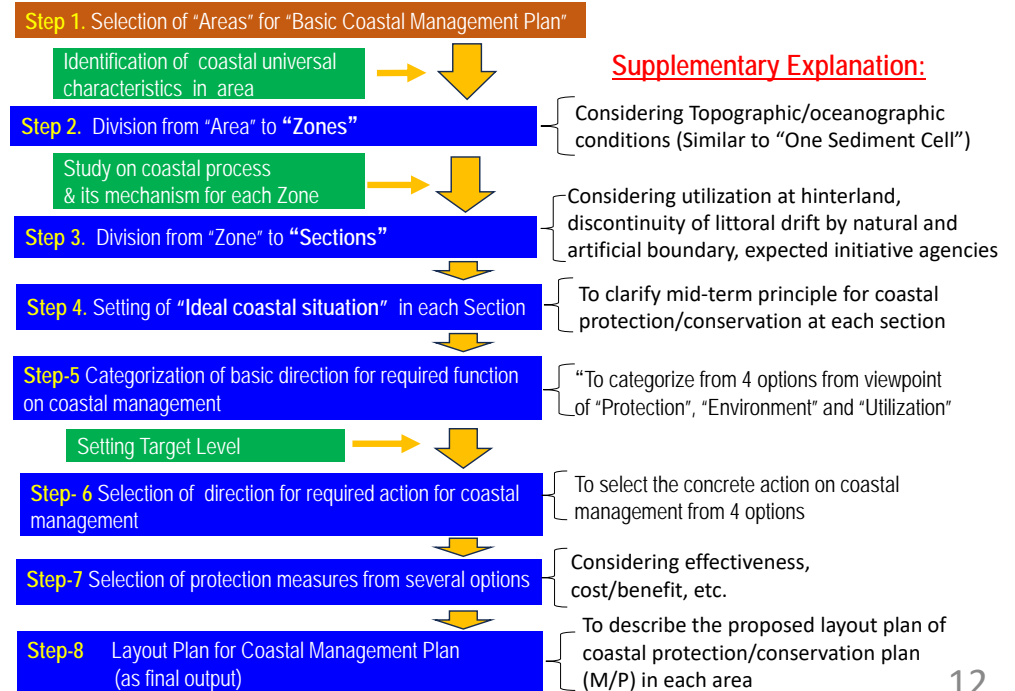 Step 1. Selection of “Areas” for “Basic Coastal Management Plan”
Identification of coastal universal
characteristics in area
Supplementary Explanation:
Step 2. Division from “Area” to “Zones”
Considering Topographic/oceanographic
conditions (Similar to “One Sediment Cell”)
Study on coastal process
& its mechanism for each Zone
Step 3. Division from “Zone” to “Sections”
Considering utilization at hinterland,
discontinuity of littoral drift by natural and
artificial boundary, expected initiative agencies
Step 4. Setting of “Ideal coastal situation” in each Section
To clarify mid-term principle for coastal
protection/conservation at each section
Step-5 Categorization of basic direction for required function
on coastal management
“To categorize from 4 options from viewpoint
of “Protection”, “Environment” and “Utilization”
Setting Target Level
Step- 6 Selection of direction for required action for coastal
management
To select the concrete action on coastal
management from 4 options
Step-7 Selection of protection measures from several options
Considering effectiveness,
cost/benefit, etc.
Step-8 Layout Plan for Coastal Management Plan
(as final output)
To describe the proposed layout plan of
coastal protection/conservation plan
(M/P) in each area
12